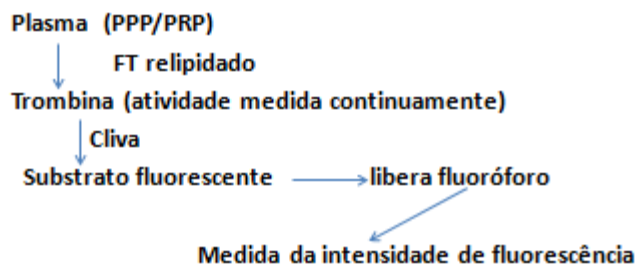 Plasma (PPP/PRP)
FT relipidado
Trombina (atividade medida continuamente)
Cliva
Substrato fluorescente libera fluoróforo
Medida da intensidade de fluorescência